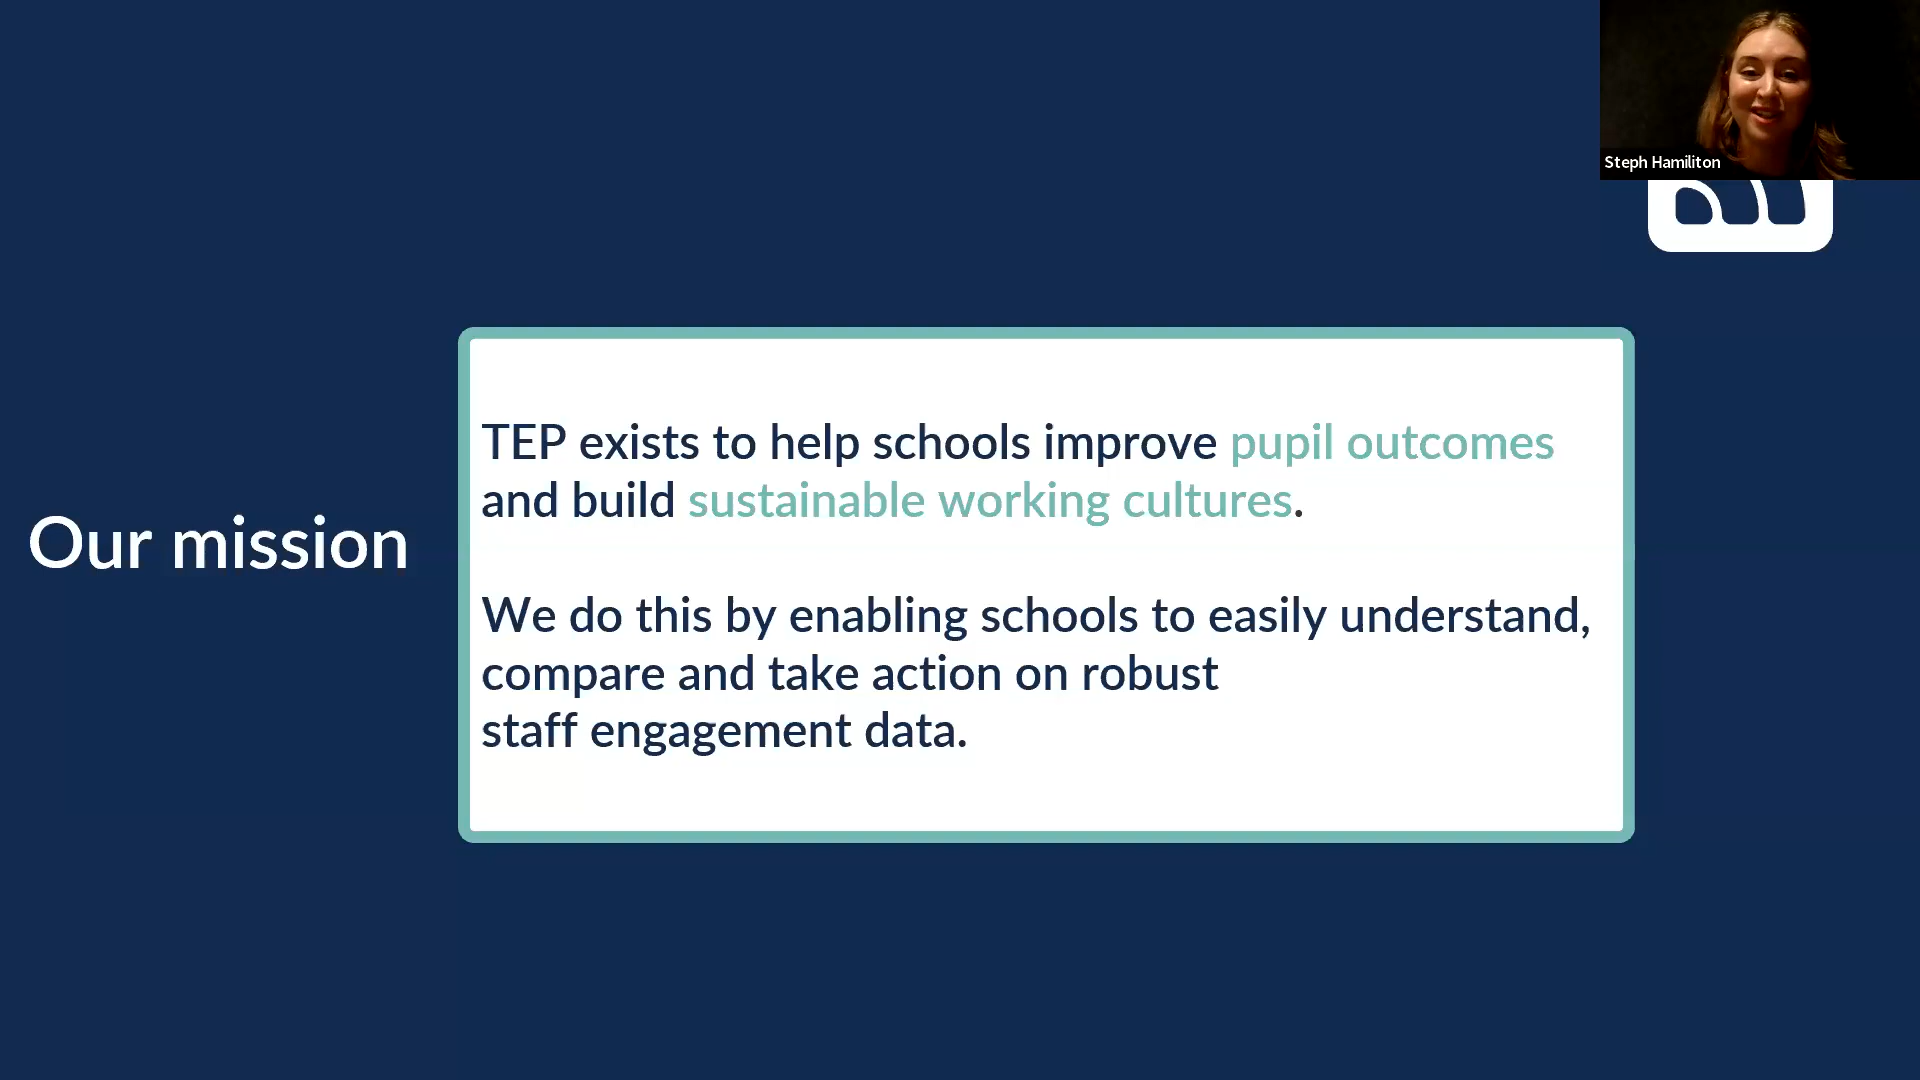 Steph Hamiliton
Our mission
TEP exists to help schools improve pupil outcomes
and build sustainable working cultures.
We do this by enabling schools to easily understand,
compare and take action on robust
staff engagement data.